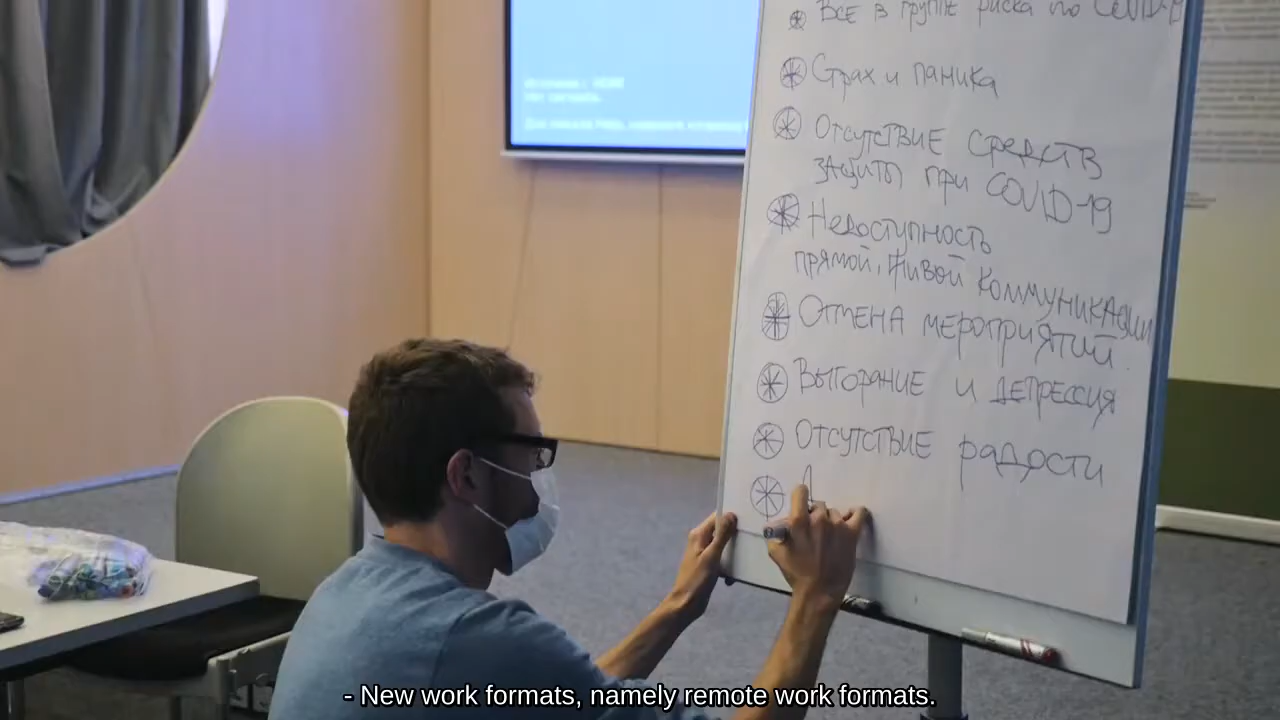 Все в группе риска по COVID-19
Страх и паника
Отсутствие средств
защиты при COVID-19
Недоступность
прямой, живой коммуникации
Отмена мероприятий
Выгорание и депрессия
Отсутствие радости
- New work formats, namely remote work formats.